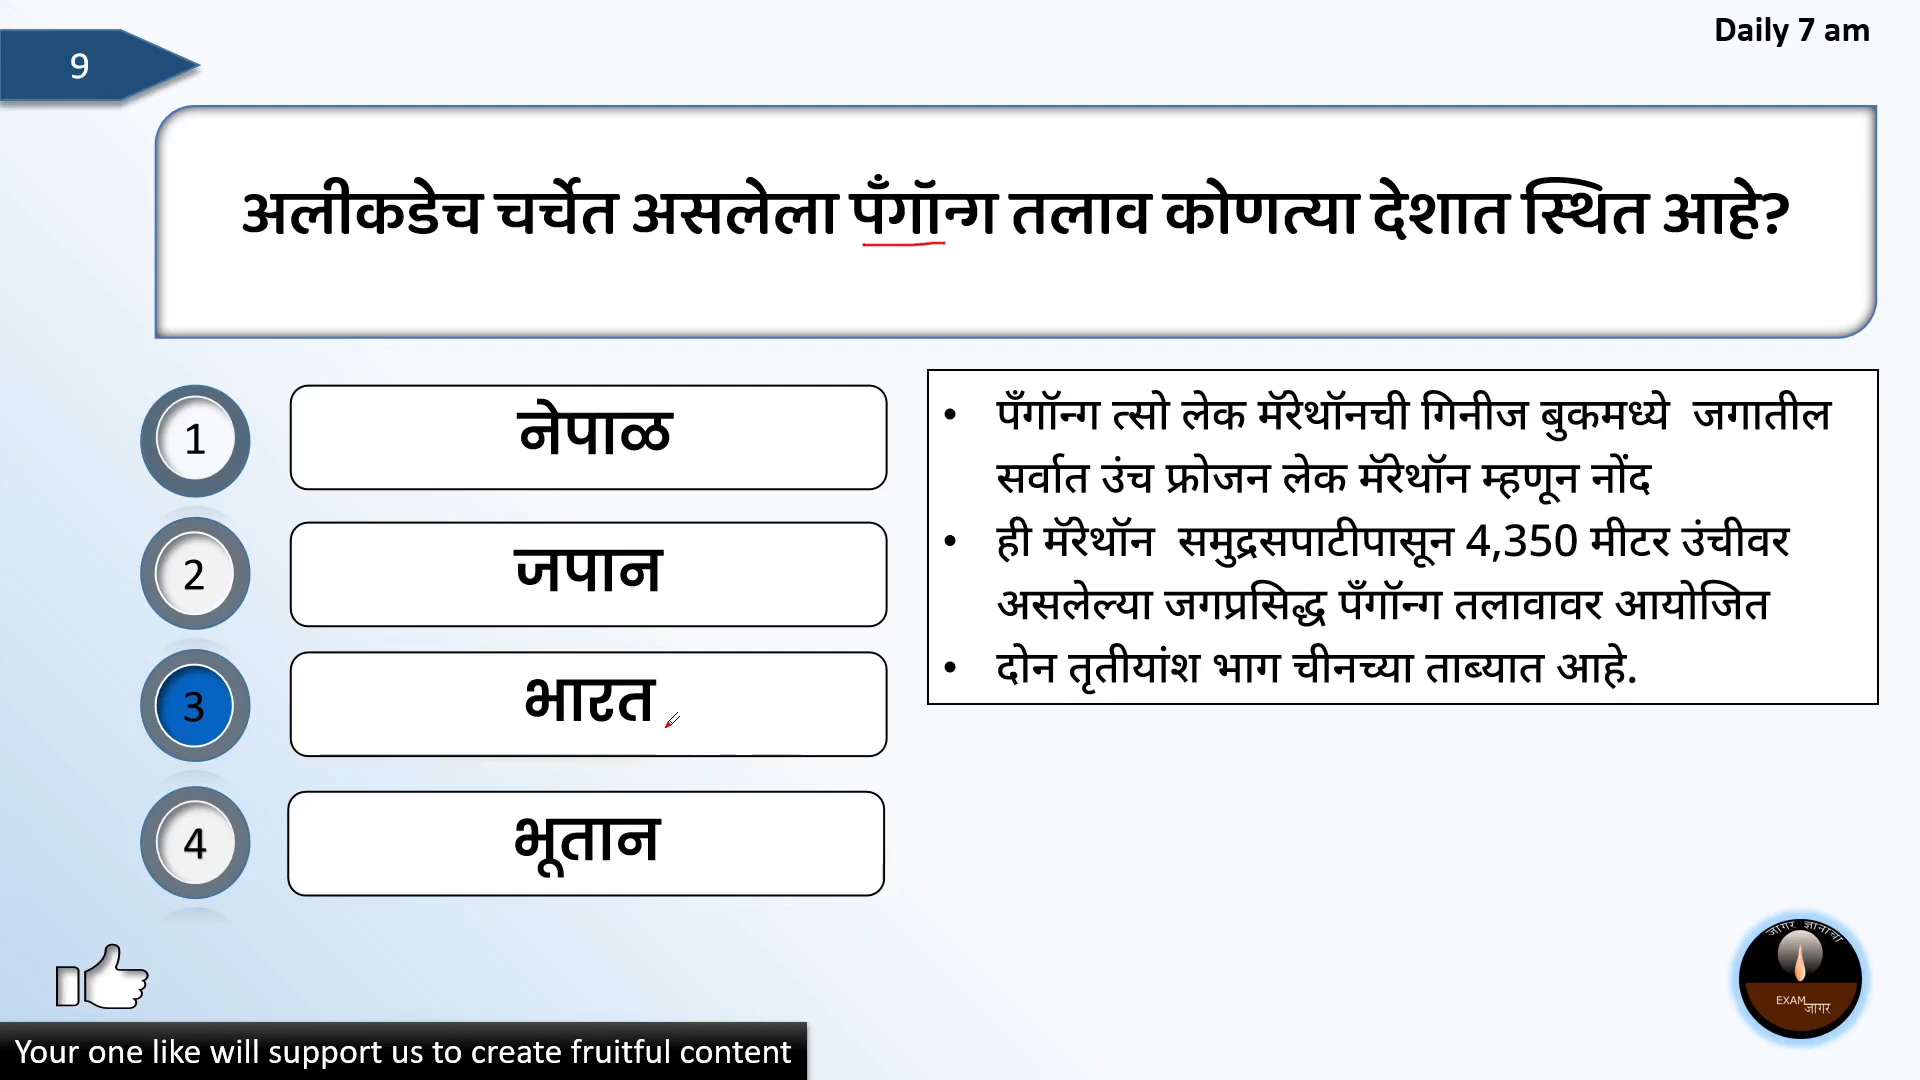 Daily 7 am
9
अलीकडेच चर्चेत असलेला पँगॉन्ग तलाव कोणत्या देशात स्थित आहे?
1
नेपाळ
2
जपान
3
भारत
4
भूतान
• पँगॉन्ग त्सो लेक मॅरेथॉनची गिनीज बुकमध्ये जगातील
सर्वात उंच फ्रोजन लेक मॅरेथॉन म्हणून नोंद
• ही मॅरेथॉन समुद्रसपाटीपासून 4,350 मीटर उंचीवर
असलेल्या जगप्रसिद्ध पँगॉन्ग तलावावर आयोजित
• दोन तृतीयांश भाग चीनच्या ताब्यात आहे.
जागर ज्ञानाचा
EXAM
जागर
Your one like will support us to create fruitful content